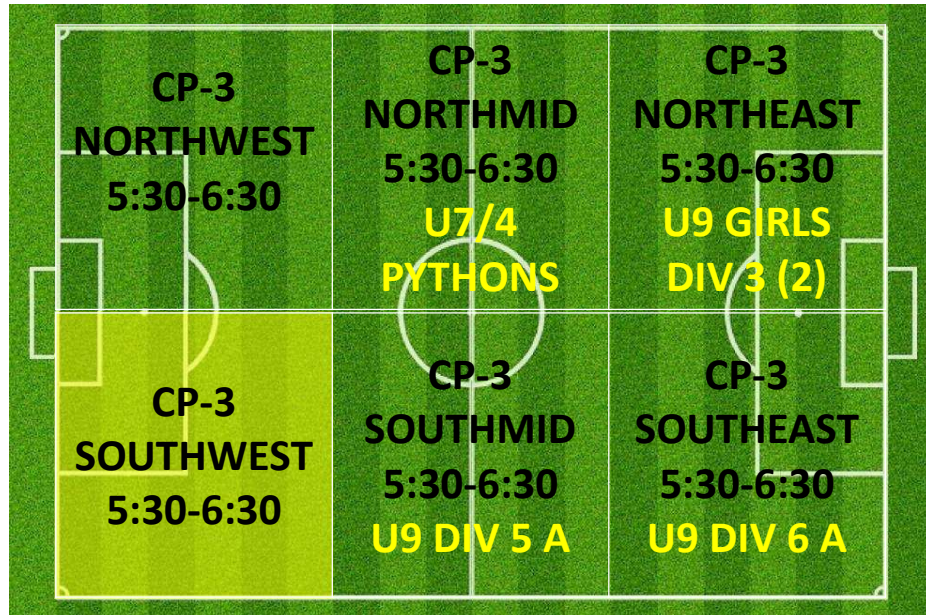 CP-3
NORTHWEST
5:30-6:30
CP-3
NORTHMID
5:30-6:30
U7/4
PYTHONS
CP-3
NORTHEAST
5:30-6:30
U9 GIRLS
DIV 3 (2)
CP-3
SOUTHWEST
5:30-6:30
CP-3
SOUTHMID
5:30-6:30
U9 DIV 5 A
CP-3
SOUTHEAST
5:30-6:30
U9 DIV 6 A